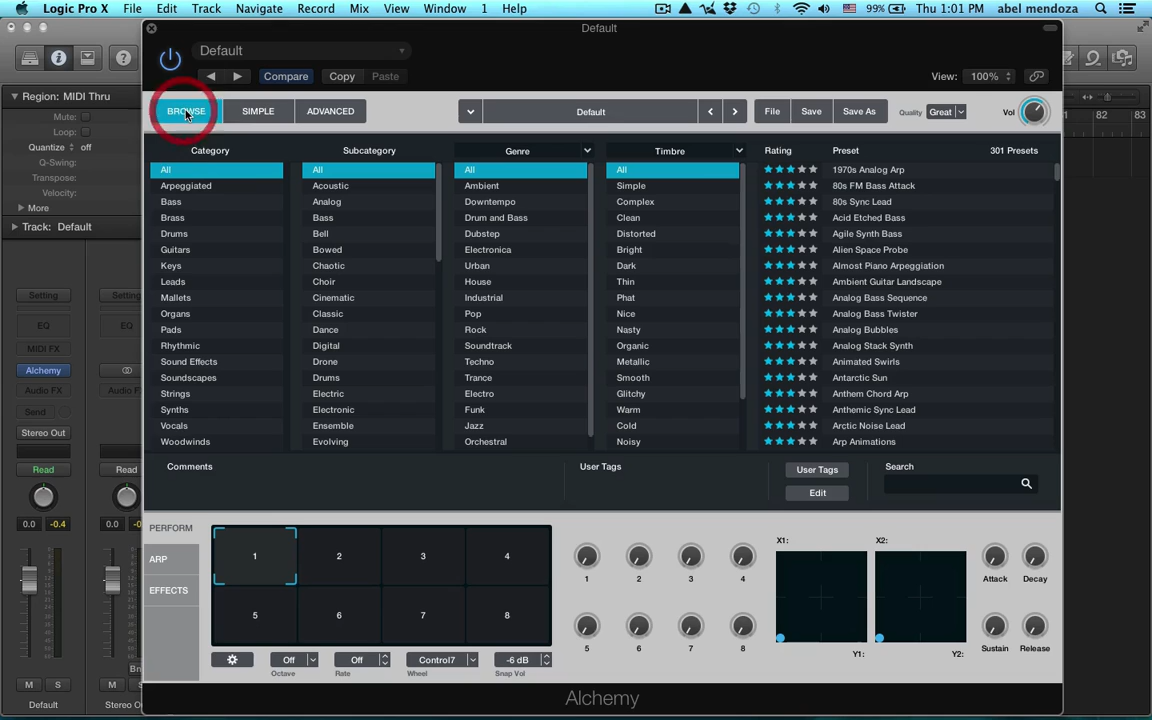 Logic Pro X File Edit Track Navigate Record Mix View Window 1 Help 99% Thu 1:01 PM abel mendoza
Default
Default
Compare Copy Paste View: 100%
BROWSE SIMPLE ADVANCED Default File Save Save As Quality Great Vol
Region: MIDI Thru
Mute:
Loop:
Quantize off
Q-Swing:
Transpose:
Velocity:
More
Track: Default
82 83
Category Subcategory Genre Timbre Rating Preset 301 Presets
All All All All 1970s Analog Arp
Arpeggiated Acoustic Ambient Simple 80s FM Bass Attack
Bass Analog Downtempo Complex 80s Sync Lead
Brass Bass Drum and Bass Clean Acid Etched Bass
Drums Bell Dubstep Distorted Agile Synth Bass
Guitars Bowed Electronica Bright Alien Space Probe
Keys Chaotic Urban Dark Almost Piano Arpeggiation
Leads Choir House Thin Ambient Guitar Landscape
Mallets Cinematic Industrial Phat Analog Bass Sequence
Organs Classic Pop Nice Analog Bass Twister
Pads Dance Rock Nasty Analog Bubbles
Rhythmic Digital Soundtrack Organic Analog Stack Synth
Sound Effects Drone Techno Metallic Animated Swirls
Soundscapes Drums Trance Smooth Antarctic Sun
Strings Electric Electro Glitchy Anthem Chord Arp
Synths Electronic Funk Warm Anthemic Sync Lead
Vocals Ensemble Jazz Cold Arctic Noise Lead
Woodwinds Evolving Orchestral Noisy Arp Animations
Setting Setting
EQ EQ
MIDI FX
Alchemy
Audio FX Audio F
Send
Stereo Out
Read Read
0.0 -0.4 0.0
Comments User Tags User Tags Search
Edit
PERFORM
ARP
EFFECTS
1 2 3 4
5 6 7 8
1 2 3 4
5 6 7 8
X1: X2:
Y1: Y2:
Attack Decay
Sustain Release
Off Off Control7 -6 dB
Octave Rate Wheel Snap Vol
M S M S
Bn
Default Stereo Ou
Alchemy